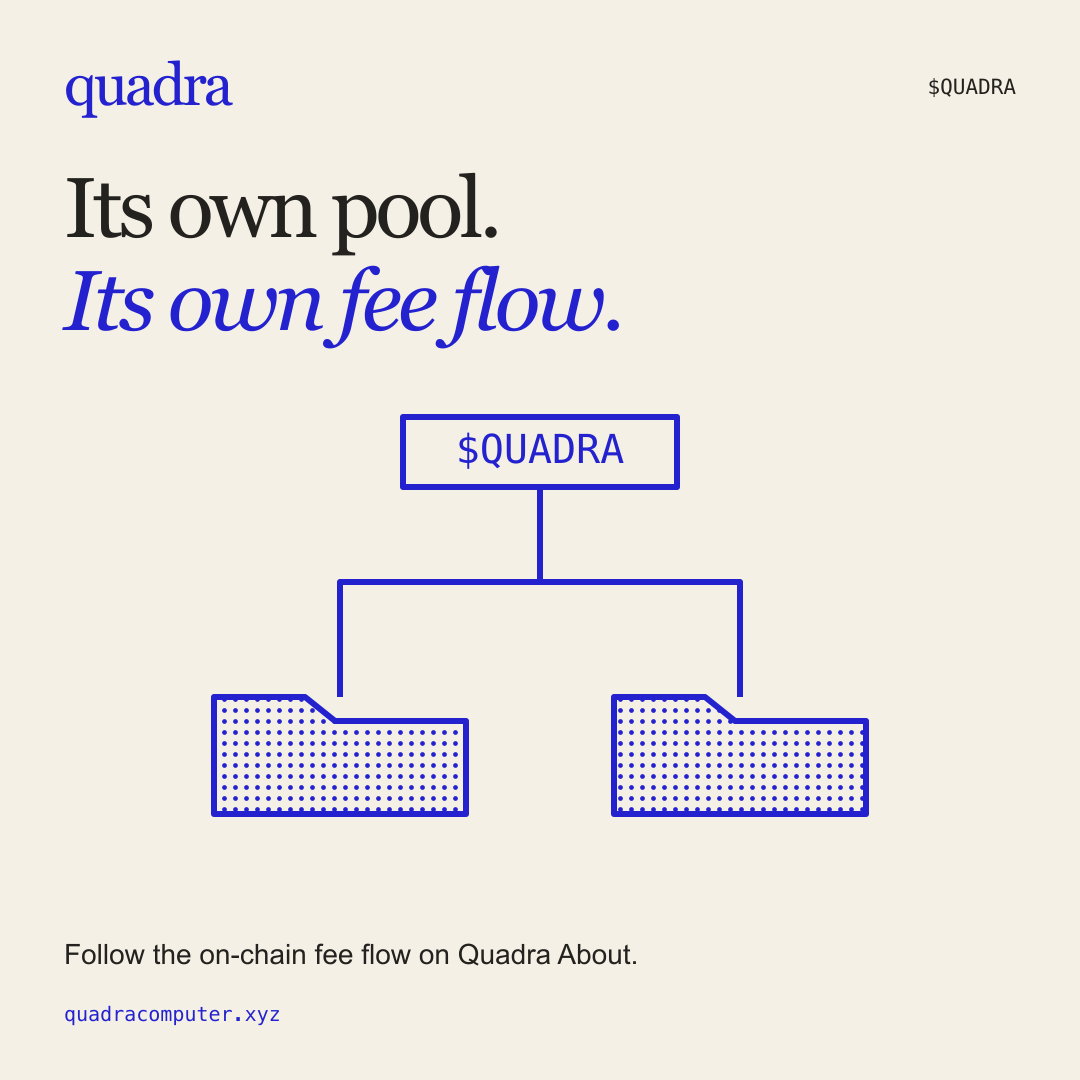 quadra
$QUADRA
Its own pool.
Its own fee flow.
$QUADRA
Follow the on-chain fee flow on Quadra About.
quadracomputer.xyz